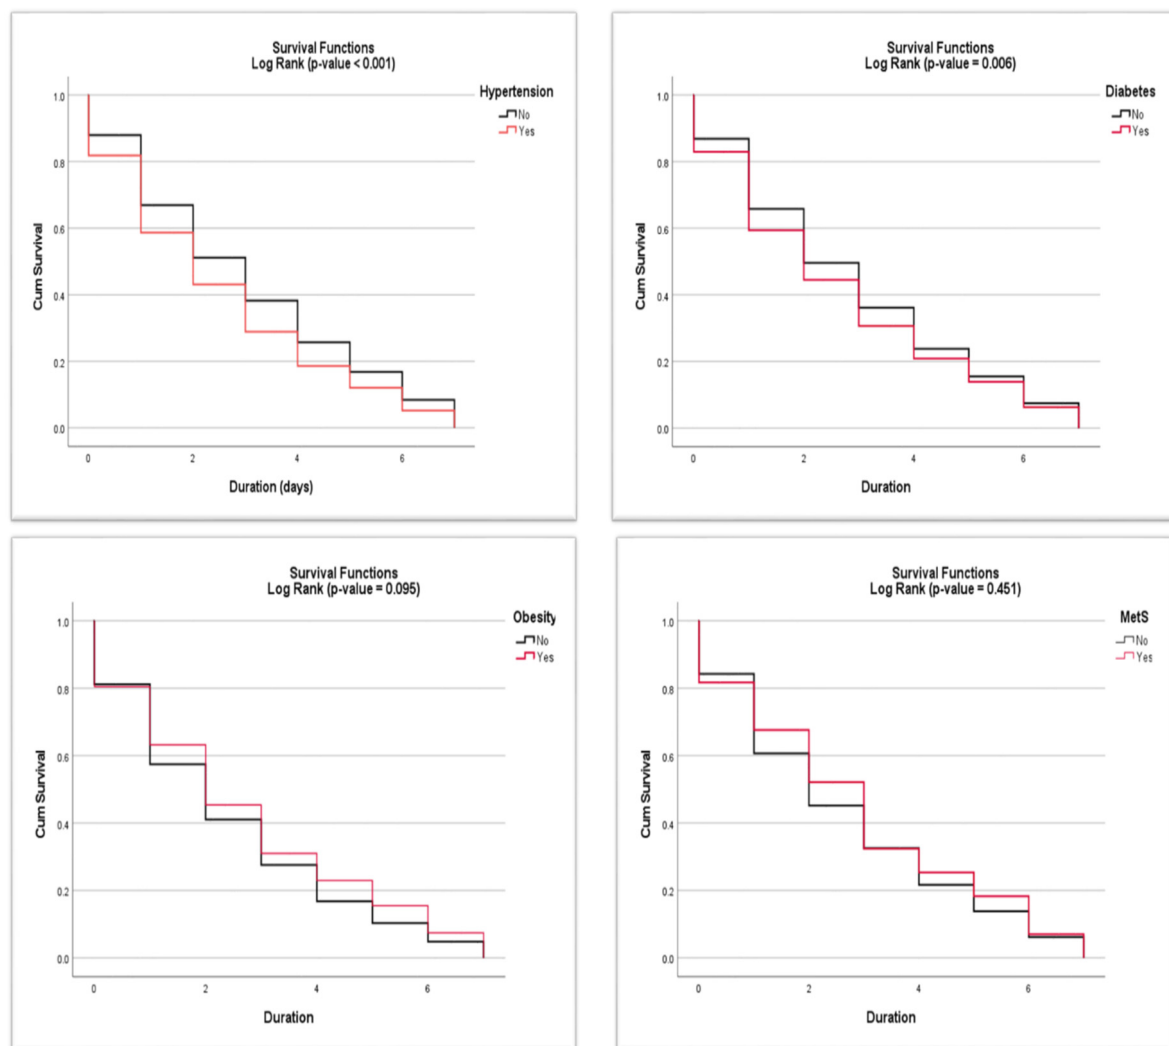 Survival Functions
Log Rank (p-value < 0.001)
Hypertension
No
Yes
1.0
0.8
0.6
0.4
0.2
0.0
Cum Survival
0 2 4 6
Duration (days)
Survival Functions
Log Rank (p-value = 0.006)
Diabetes
No
Yes
1.0
0.8
0.6
0.4
0.2
0.0
Cum Survival
0 2 4 6
Duration
Survival Functions
Log Rank (p-value = 0.095)
Obesity
No
Yes
1.0
0.8
0.6
0.4
0.2
0.0
Cum Survival
0 2 4 6
Duration
Survival Functions
Log Rank (p-value = 0.451)
MetS
No
Yes
1.0
0.8
0.6
0.4
0.2
0.0
Cum Survival
0 2 4 6
Duration